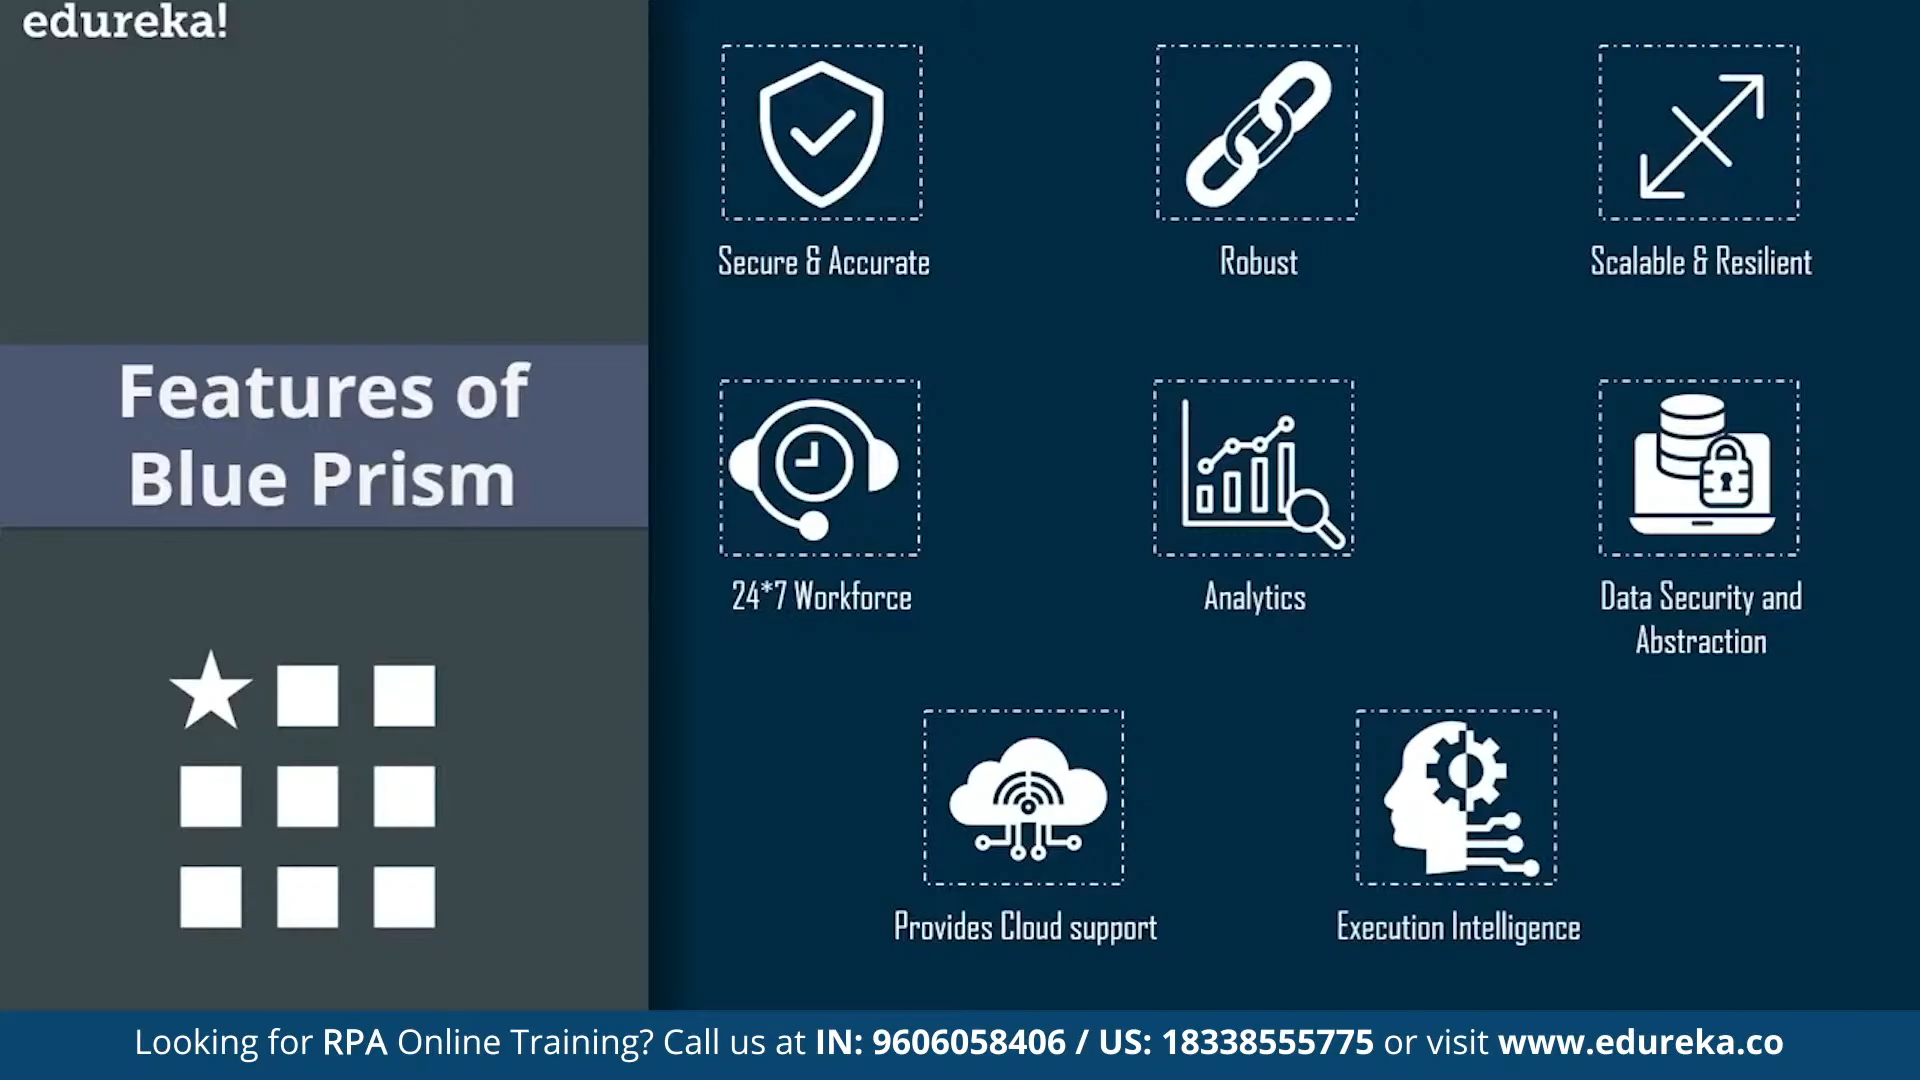 edureka!
Features of
Blue Prism
Secure & Accurate
Robust
Scalable & Resilient
24*7 Workforce
Analytics
Data Security and
Abstraction
Provides Cloud support
Execution Intelligence
Looking for RPA Online Training? Call us at IN: 9606058406 / US: 18338555775 or visit www.edureka.co